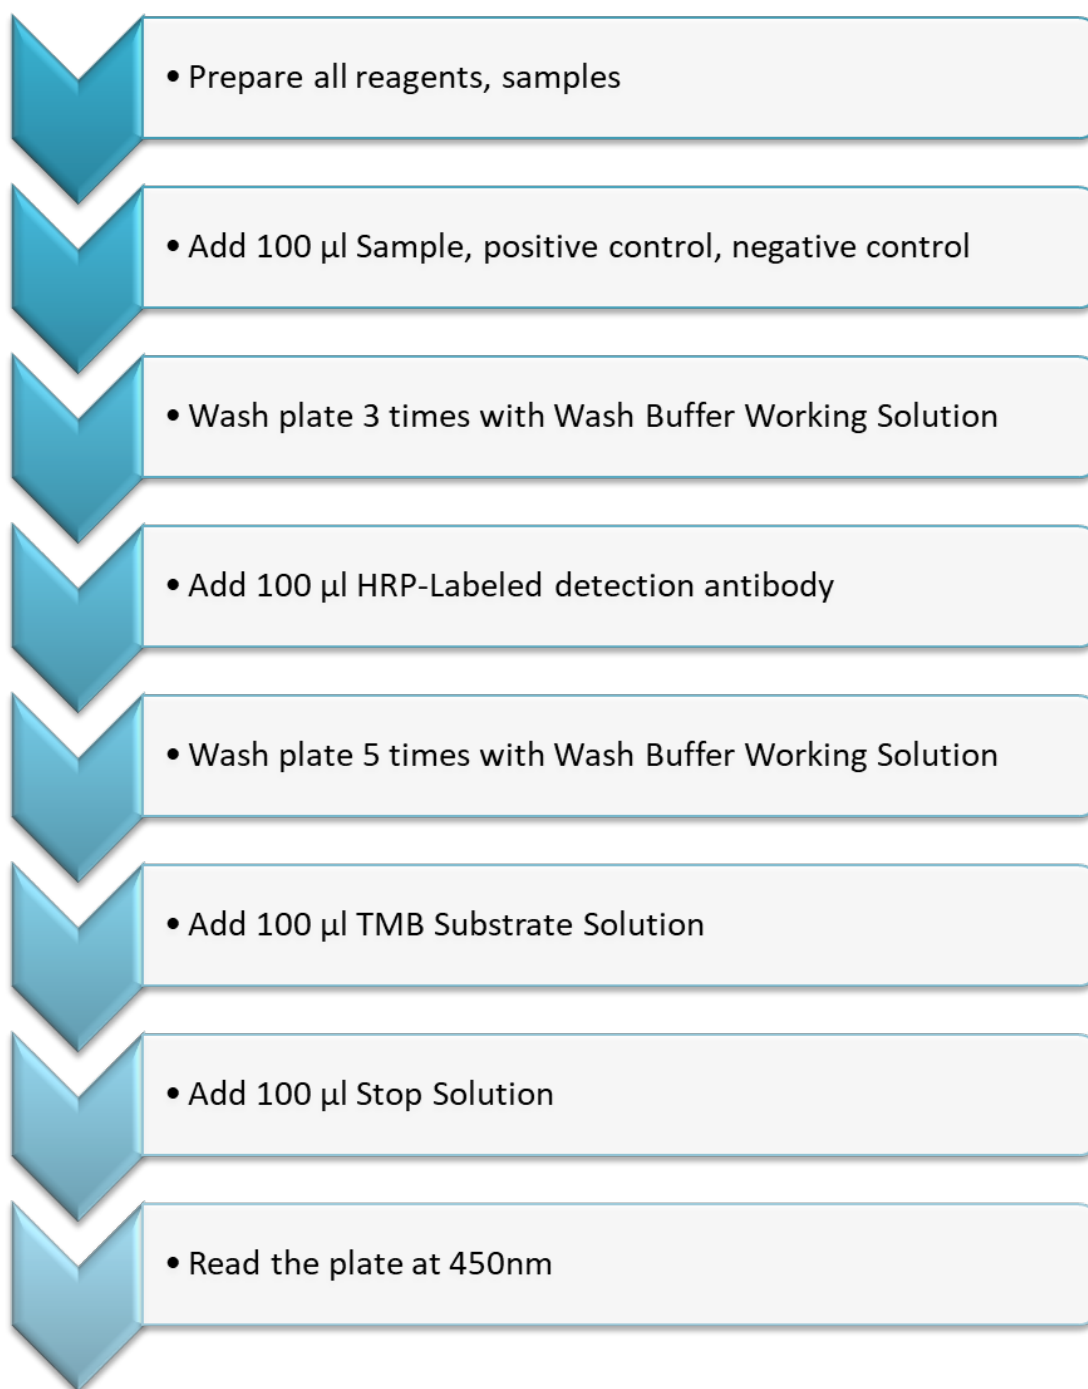 • Prepare all reagents, samples
• Add 100 µl Sample, positive control, negative control
• Wash plate 3 times with Wash Buffer Working Solution
• Add 100 µl HRP-Labeled detection antibody
• Wash plate 5 times with Wash Buffer Working Solution
• Add 100 µl TMB Substrate Solution
• Add 100 µl Stop Solution
• Read the plate at 450nm